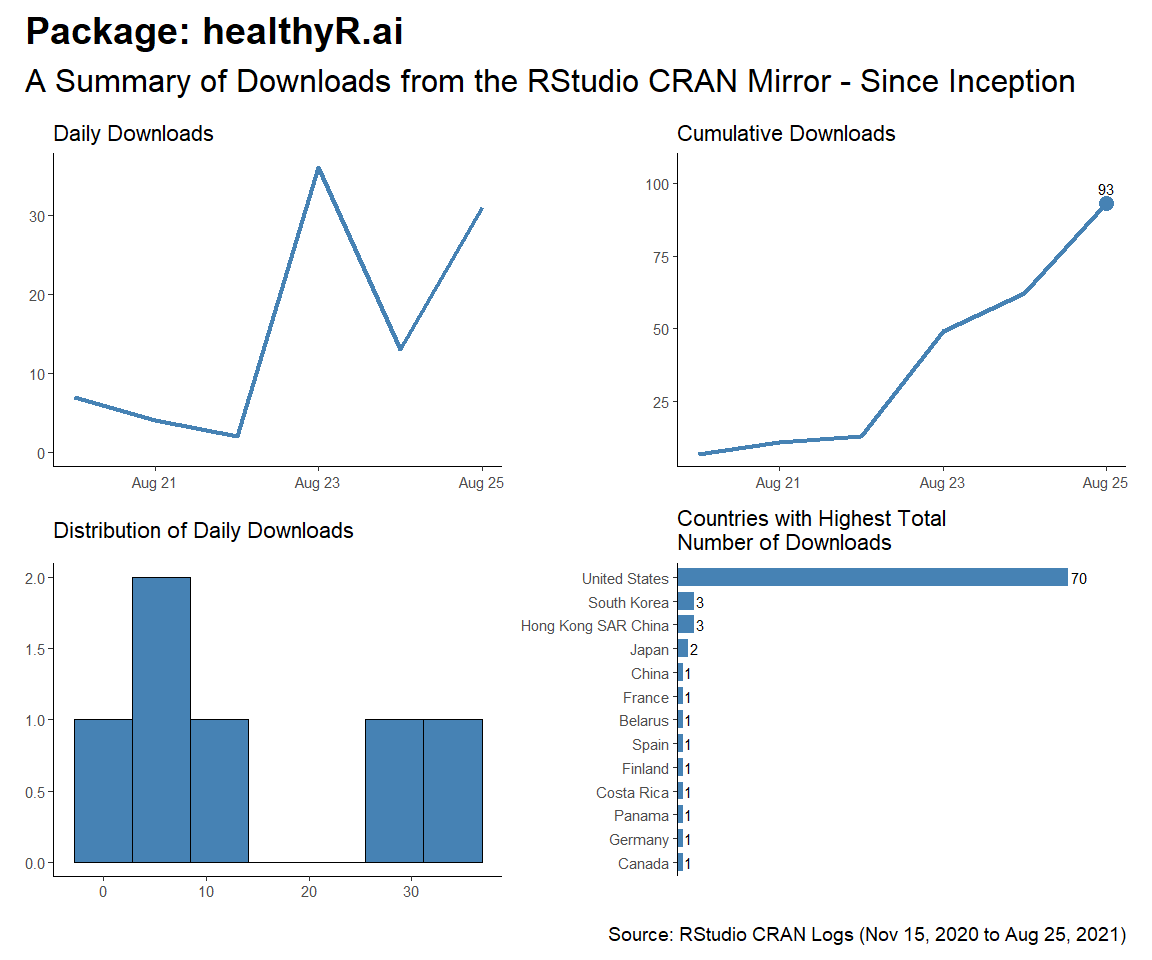 Package: healthyR.ai
A Summary of Downloads from the RStudio CRAN Mirror - Since Inception
Daily Downloads
30
20
10
0
Aug 21
Aug 23
Aug 25
Cumulative Downloads
100
75
50
25
93
Aug 21
Aug 23
Aug 25
Distribution of Daily Downloads
2.0
1.5
1.0
0.5
0.0
0
10
20
30
Countries with Highest Total
Number of Downloads
United States 70
South Korea 3
Hong Kong SAR China 3
Japan 2
China 1
France 1
Belarus 1
Spain 1
Finland 1
Costa Rica 1
Panama 1
Germany 1
Canada 1
Source: RStudio CRAN Logs (Nov 15, 2020 to Aug 25, 2021)